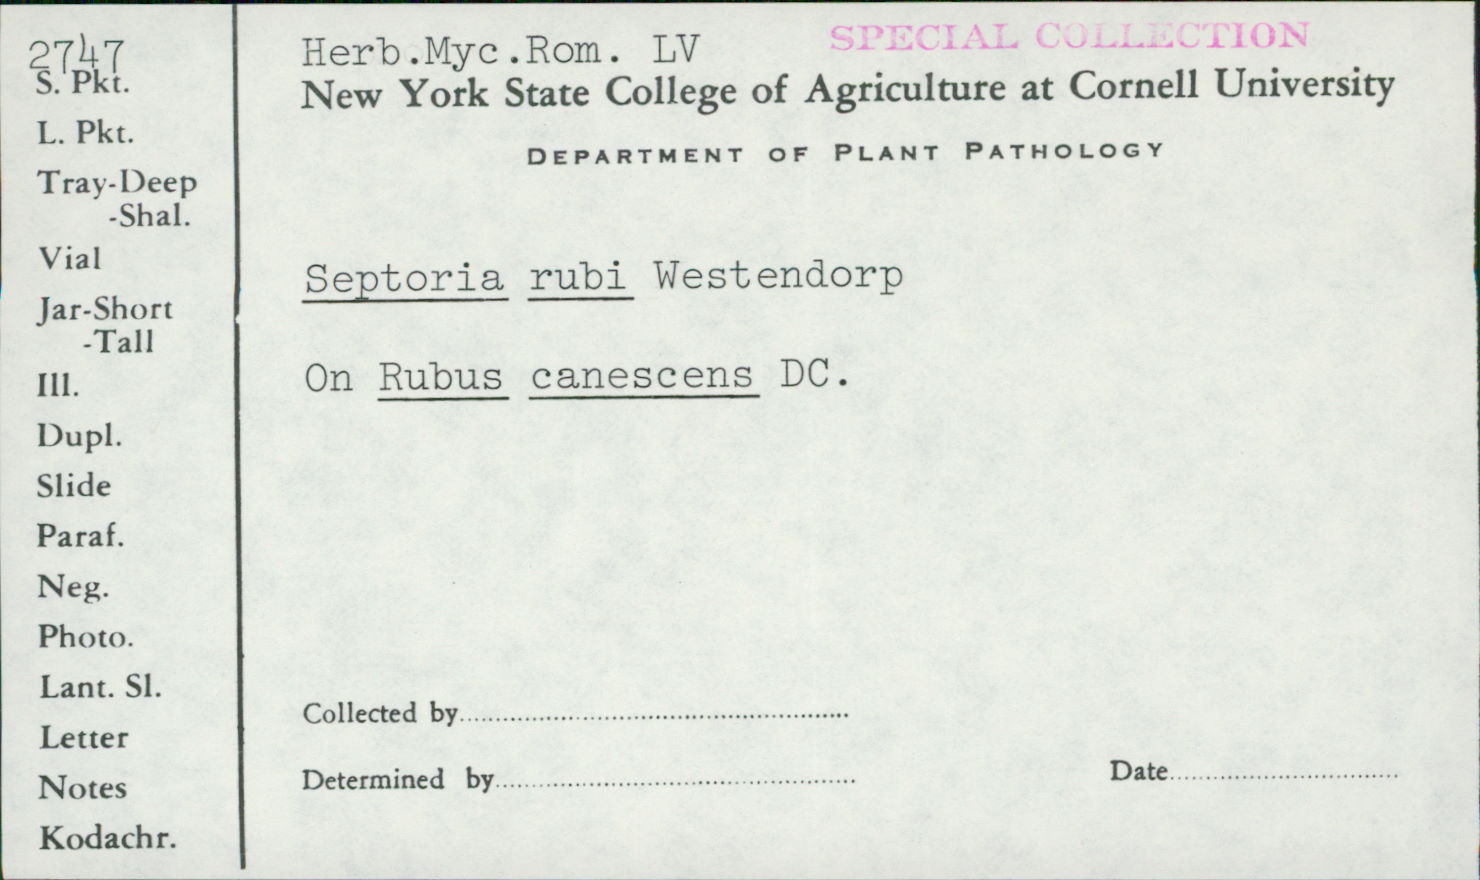 2747
S. Pkt.
L. Pkt.
Tray-Deep
-Shal.
Vial
Jar-Short
-Tall
Ill.
Dupl.
Slide
Paraf.
Neg.
Photo.
Lant. Sl.
Letter
Notes
Kodachr.
Herb.Myc.Rom. LV
SPECIAL COLLECTION
New York State College of Agriculture at Cornell University
DEPARTMENT OF PLANT PATHOLOGY
Septoria rubi Westendorp
On Rubus canescens DC.
Collected by
Determined by
Date